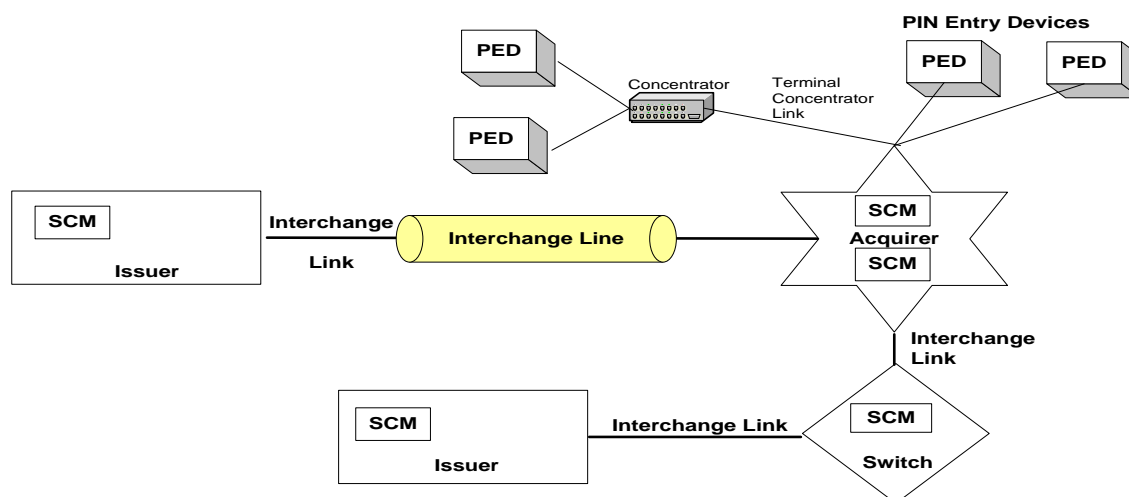 PIN Entry Devices
PED
PED
PED
Concentrator
Terminal
Concentrator
Link
PED
SCM
Issuer
Interchange
Link
Interchange Line
SCM
Acquirer
SCM
Interchange
Link
SCM
Issuer
Interchange Link
SCM
Switch